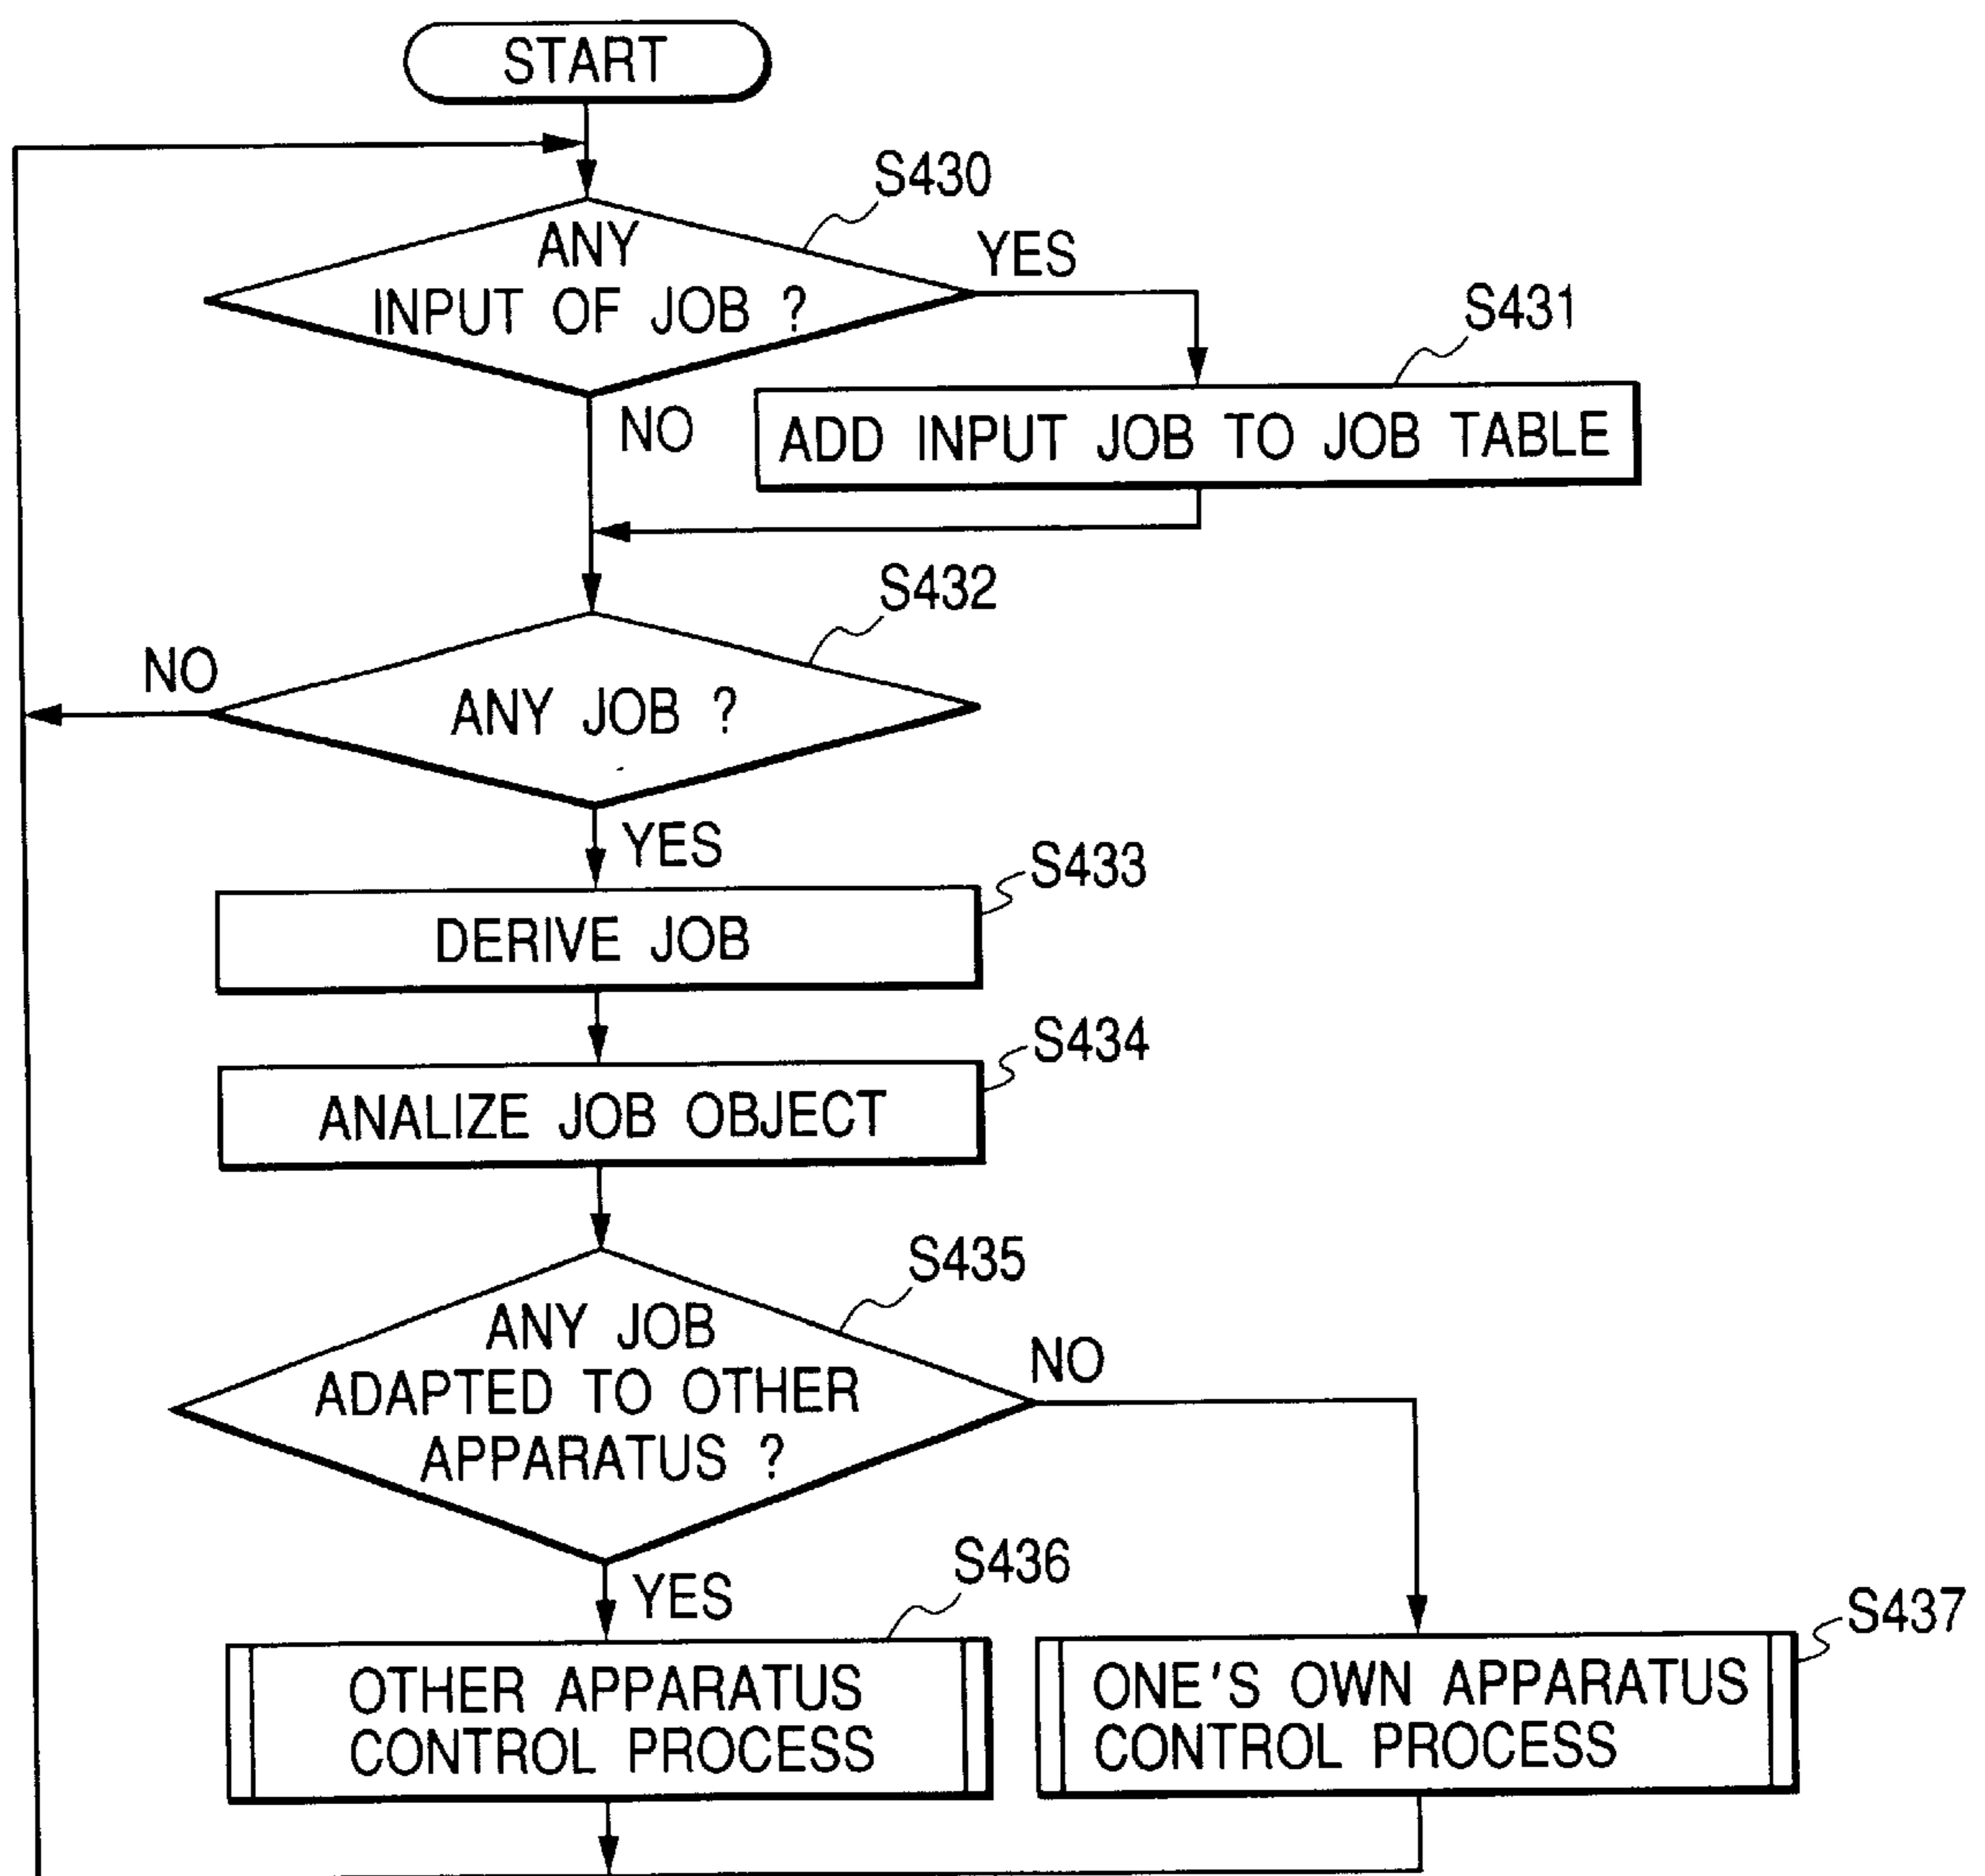 START
S430
ANY
INPUT OF JOB ?
YES
S431
NO
ADD INPUT JOB TO JOB TABLE
S432
NO
ANY JOB ?
YES
S433
DERIVE JOB
S434
ANALIZE JOB OBJECT
S435
ANY JOB
ADAPTED TO OTHER
APPARATUS ?
NO
YES
S436
S437
OTHER APPARATUS
CONTROL PROCESS
ONE'S OWN APPARATUS
CONTROL PROCESS